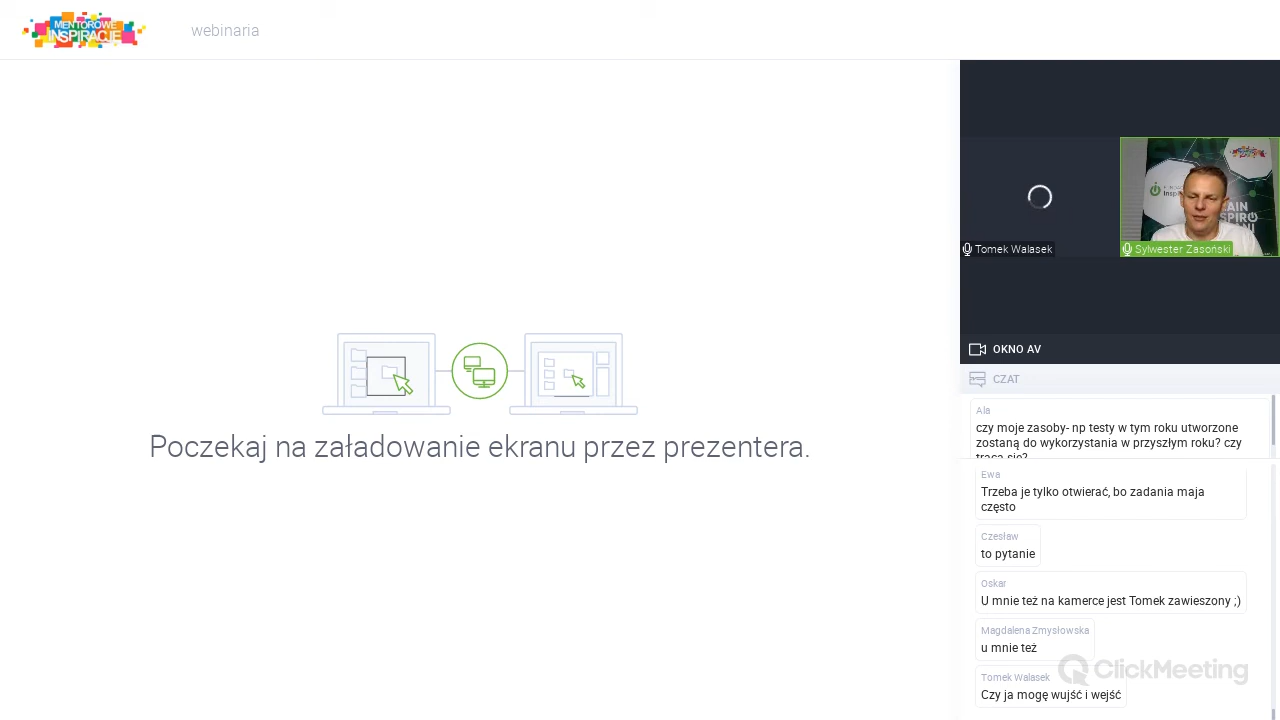 MENTOROWE
INSPIRACJE
webinaria
Tomek Walasek
Sylwester Zasoński
OKNO AV
CZAT
Ala
czy moje zasoby- np testy w tym roku utworzone
zostaną do wykorzystania w przyszłym roku? czy
tracą się?
Ewa
Trzeba je tylko otwierać, bo zadania maja
często
Czesław
to pytanie
Oskar
U mnie też na kamerce jest Tomek zawieszony ;)
Magdalena Zmysłowska
u mnie też
Tomek Walasek
Czy ja mogę wujść i wejść
ClickMeeting
Poczekaj na załadowanie ekranu przez prezentera.